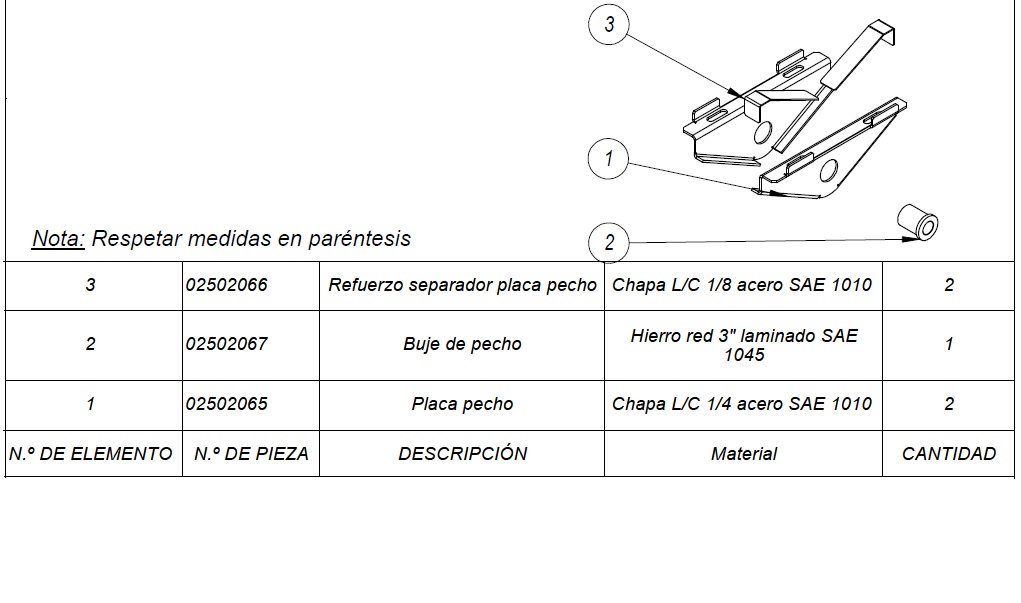 3
1
2
Nota: Respetar medidas en paréntesis
3 02502066 Refuerzo separador placa pecho Chapa L/C 1/8 acero SAE 1010 2
2 02502067 Buje de pecho Hierro red 3" laminado SAE 1045 1
1 02502065 Placa pecho Chapa L/C 1/4 acero SAE 1010 2
N.º DE ELEMENTO N.º DE PIEZA DESCRIPCIÓN Material CANTIDAD